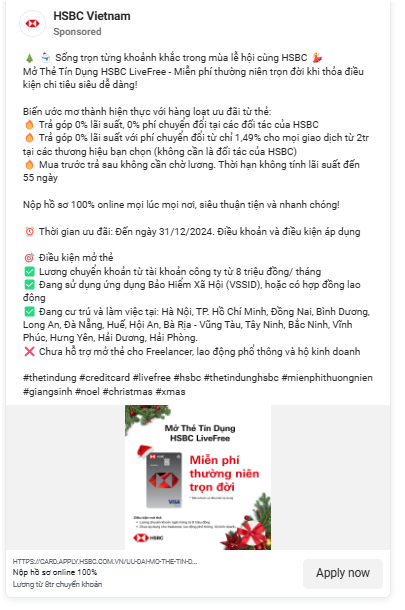 HSBC Vietnam
Sponsored
🎄 ⛄ Sống trọn từng khoảnh khắc trong mùa lễ hội cùng HSBC 💃
Mở Thẻ Tín Dụng HSBC LiveFree - Miễn phí thường niên trọn đời khi thỏa điều
kiện chi tiêu siêu dễ dàng!
Biến ước mơ thành hiện thực với hàng loạt ưu đãi từ thẻ:
🔥 Trả góp 0% lãi suất, 0% phí chuyển đổi tại các đối tác của HSBC
🔥 Trả góp 0% lãi suất với phí chuyển đổi từ chỉ 1,49% cho mọi giao dịch từ 2tr
tại các thương hiệu bạn chọn (không cần là đối tác của HSBC)
🔥 Mua trước trả sau không cần chờ lương. Thời hạn không tính lãi suất đến
55 ngày
Nộp hồ sơ 100% online mọi lúc mọi nơi, siêu thuận tiện và nhanh chóng!
⏰ Thời gian ưu đãi: Đến ngày 31/12/2024. Điều khoản và điều kiện áp dụng
🎯 Điều kiện mở thẻ
✅ Lương chuyển khoản từ tài khoản công ty từ 8 triệu đồng/ tháng
✅ Đang sử dụng ứng dụng Bảo Hiểm Xã Hội (VSSID), hoặc có hợp đồng lao
động
✅ Đang cư trú và làm việc tại: Hà Nội, TP. Hồ Chí Minh, Đồng Nai, Bình Dương,
Long An, Đà Nẵng, Huế, Hội An, Bà Rịa - Vũng Tàu, Tây Ninh, Bắc Ninh, Vĩnh
Phúc, Hưng Yên, Hải Dương, Hải Phòng.
❌ Chưa hỗ trợ mở thẻ cho Freelancer, lao động phổ thông và hộ kinh doanh
#thetindung #creditcard #livefree #hsbc #thetindunghsbc #mienphithuongnien
#giangsinh #noel #christmas #xmas
Mở Thẻ Tín Dụng
HSBC LiveFree
Miễn phí
thường niên
trọn đời
VISA
HSBC
HTTPS://CARD.APPLY.HSBC.COM.VN/UU-DAI-MO-THE-TIN-D...
Nộp hồ sơ online 100%
Lương từ 8tr chuyển khoản
Apply now